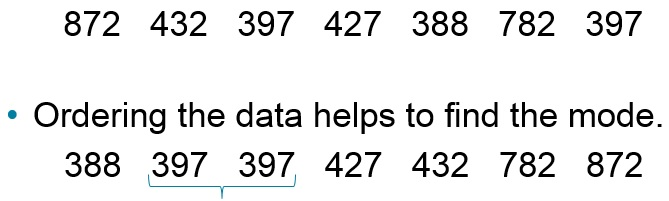 872 432 397 427 388 782 397
• Ordering the data helps to find the mode.
388 397 397 427 432 782 872